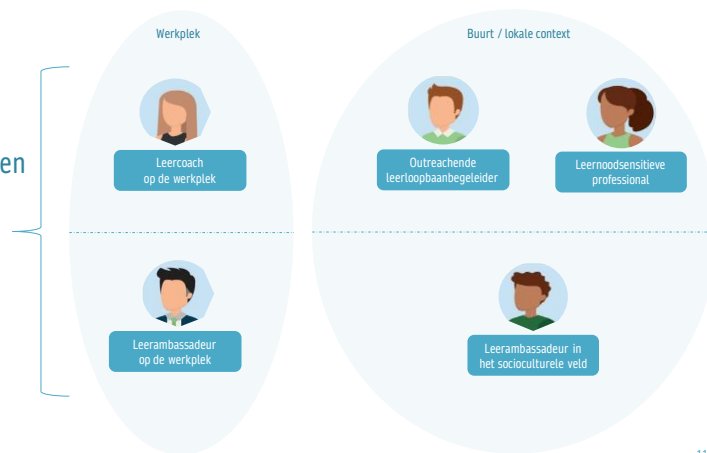 Werkplek
Buurt / lokale context
en
Leercoach
op de werkplek
Outreachende
leerloopbaanbegeleider
Leernoodsensitieve
professional
Leerambassadeur
op de werkplek
Leerambassadeur in
het socioculturele veld